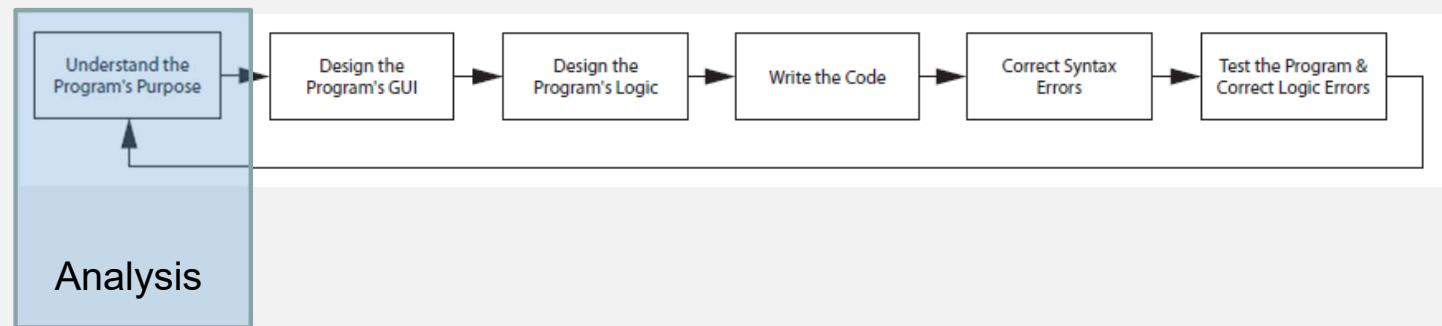 Understand the
Program's Purpose
Design the
Program's GUI
Design the
Program's Logic
Write the Code
Correct Syntax
Errors
Test the Program &
Correct Logic Errors
Analysis